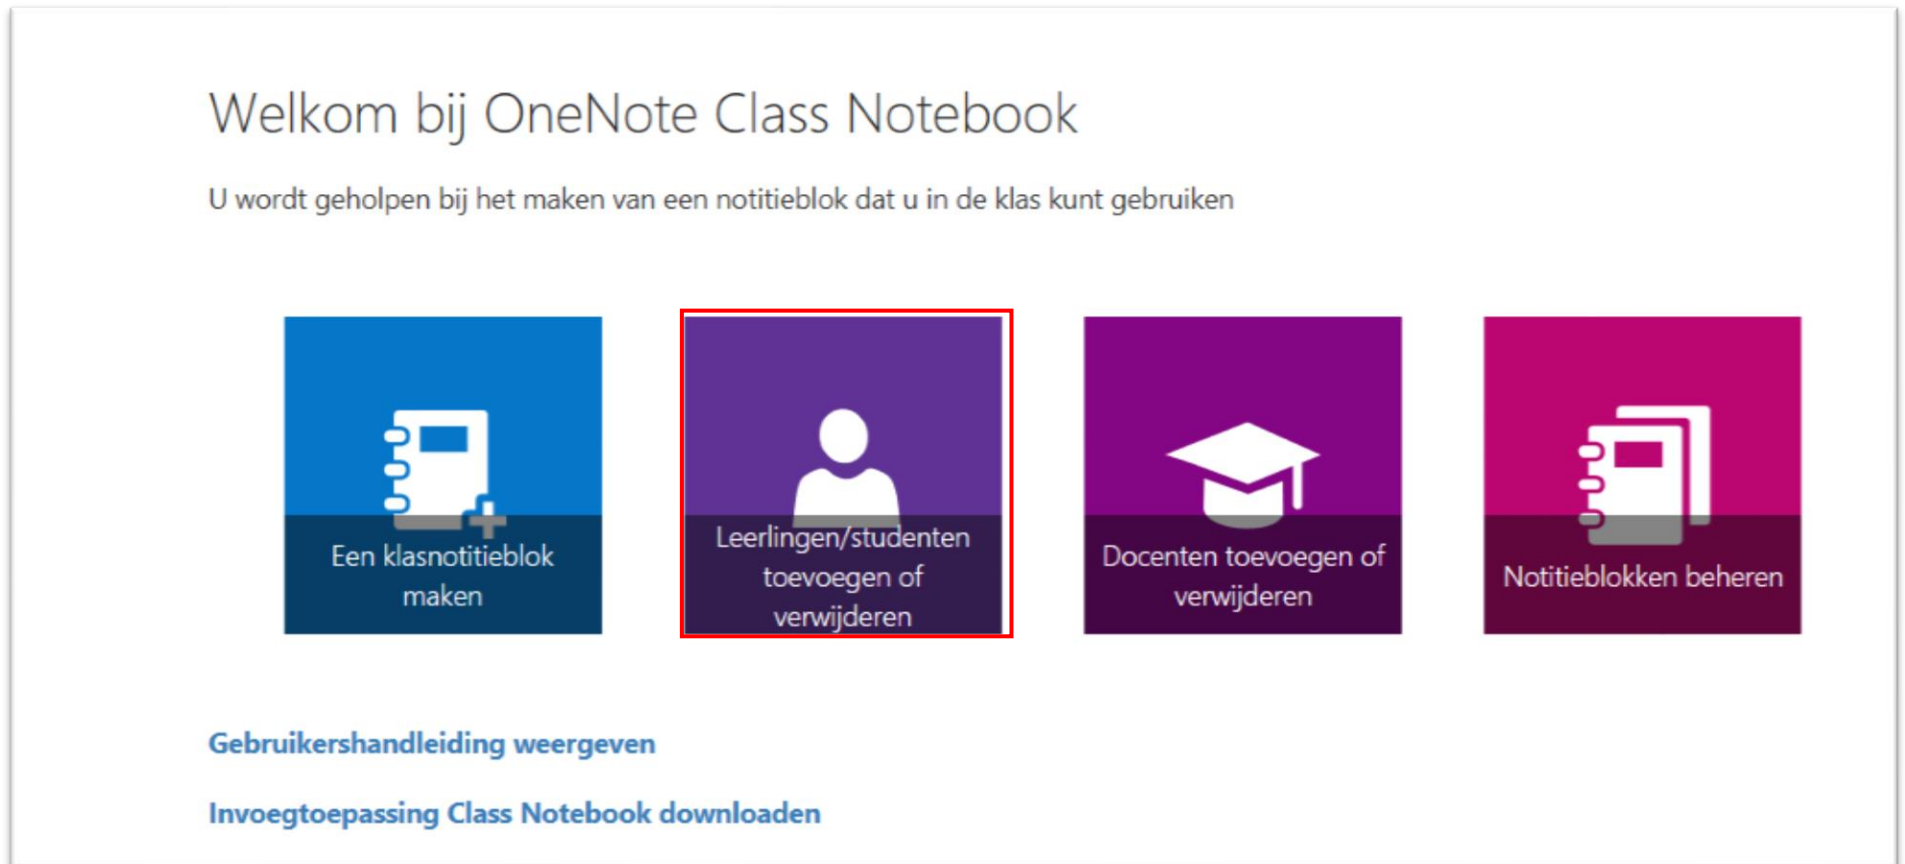 Welkom bij OneNote Class Notebook
U wordt geholpen bij het maken van een notitieblok dat u in de klas kunt gebruiken
Een klasnotitieblok
maken
Leerlingen/studenten
toevoegen of
verwijderen
Docenten toevoegen of
verwijderen
Notitieblokken beheren
Gebruikershandleiding weergeven
Invoegtoepassing Class Notebook downloaden